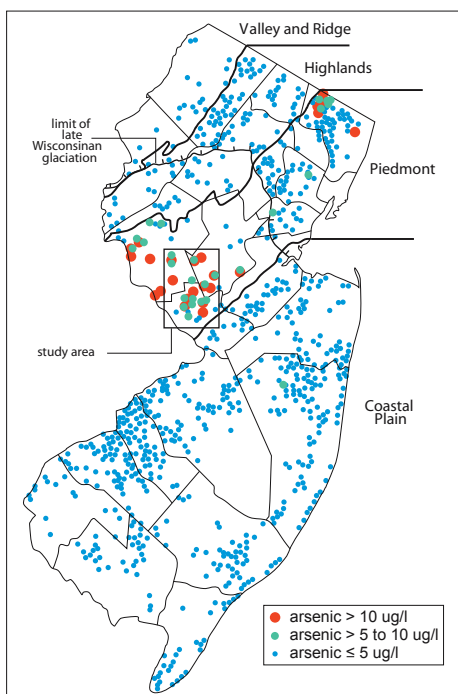 Valley and Ridge
Highlands
limit of
late
Wisconsinan
glaciation
Piedmont
study area
Coastal
Plain
arsenic > 10 ug/l
arsenic > 5 to 10 ug/l
arsenic ≤ 5 ug/l